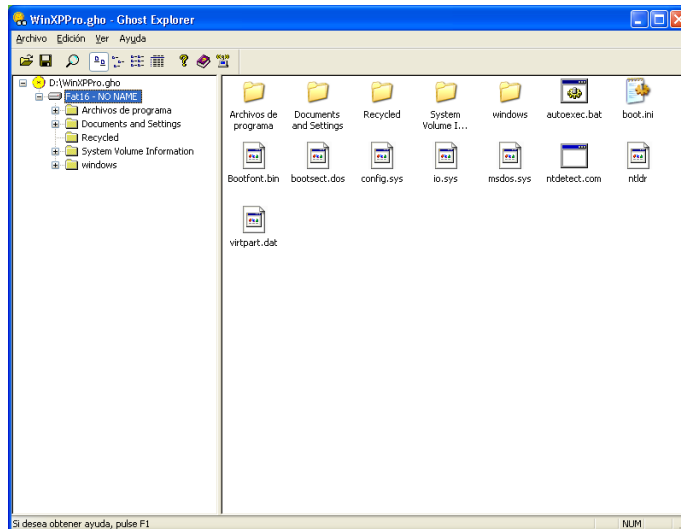 WinXPPro.gho - Ghost Explorer
Archivo Edición Ver Ayuda
D:\WinXPPro.gho
Fat16 - NO NAME
Archivos de programa
Documents and Settings
Recycled
System Volume Information
windows
Archivos de programa
Documents and Settings
Recycled
System Volume I...
windows
autoexec.bat
boot.ini
Bootfont.bin
bootsect.dos
config.sys
io.sys
msdos.sys
ntdetect.com
ntldr
virtpart.dat
Si desea obtener ayuda, pulse F1
NUM